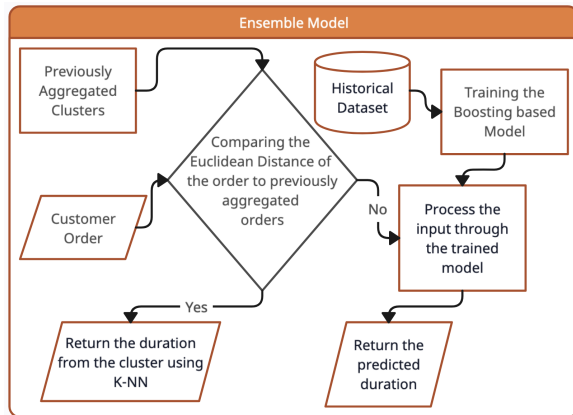 Ensemble Model
Previously
Aggregated
Clusters
Historical
Dataset
Training the
Boosting based
Model
Comparing the
Euclidean Distance of
the order to previously
aggregated
orders
Customer
Order
No
Process the
input through
the trained
model
Yes
Return the duration
from the cluster using
K-NN
Return the
predicted
duration